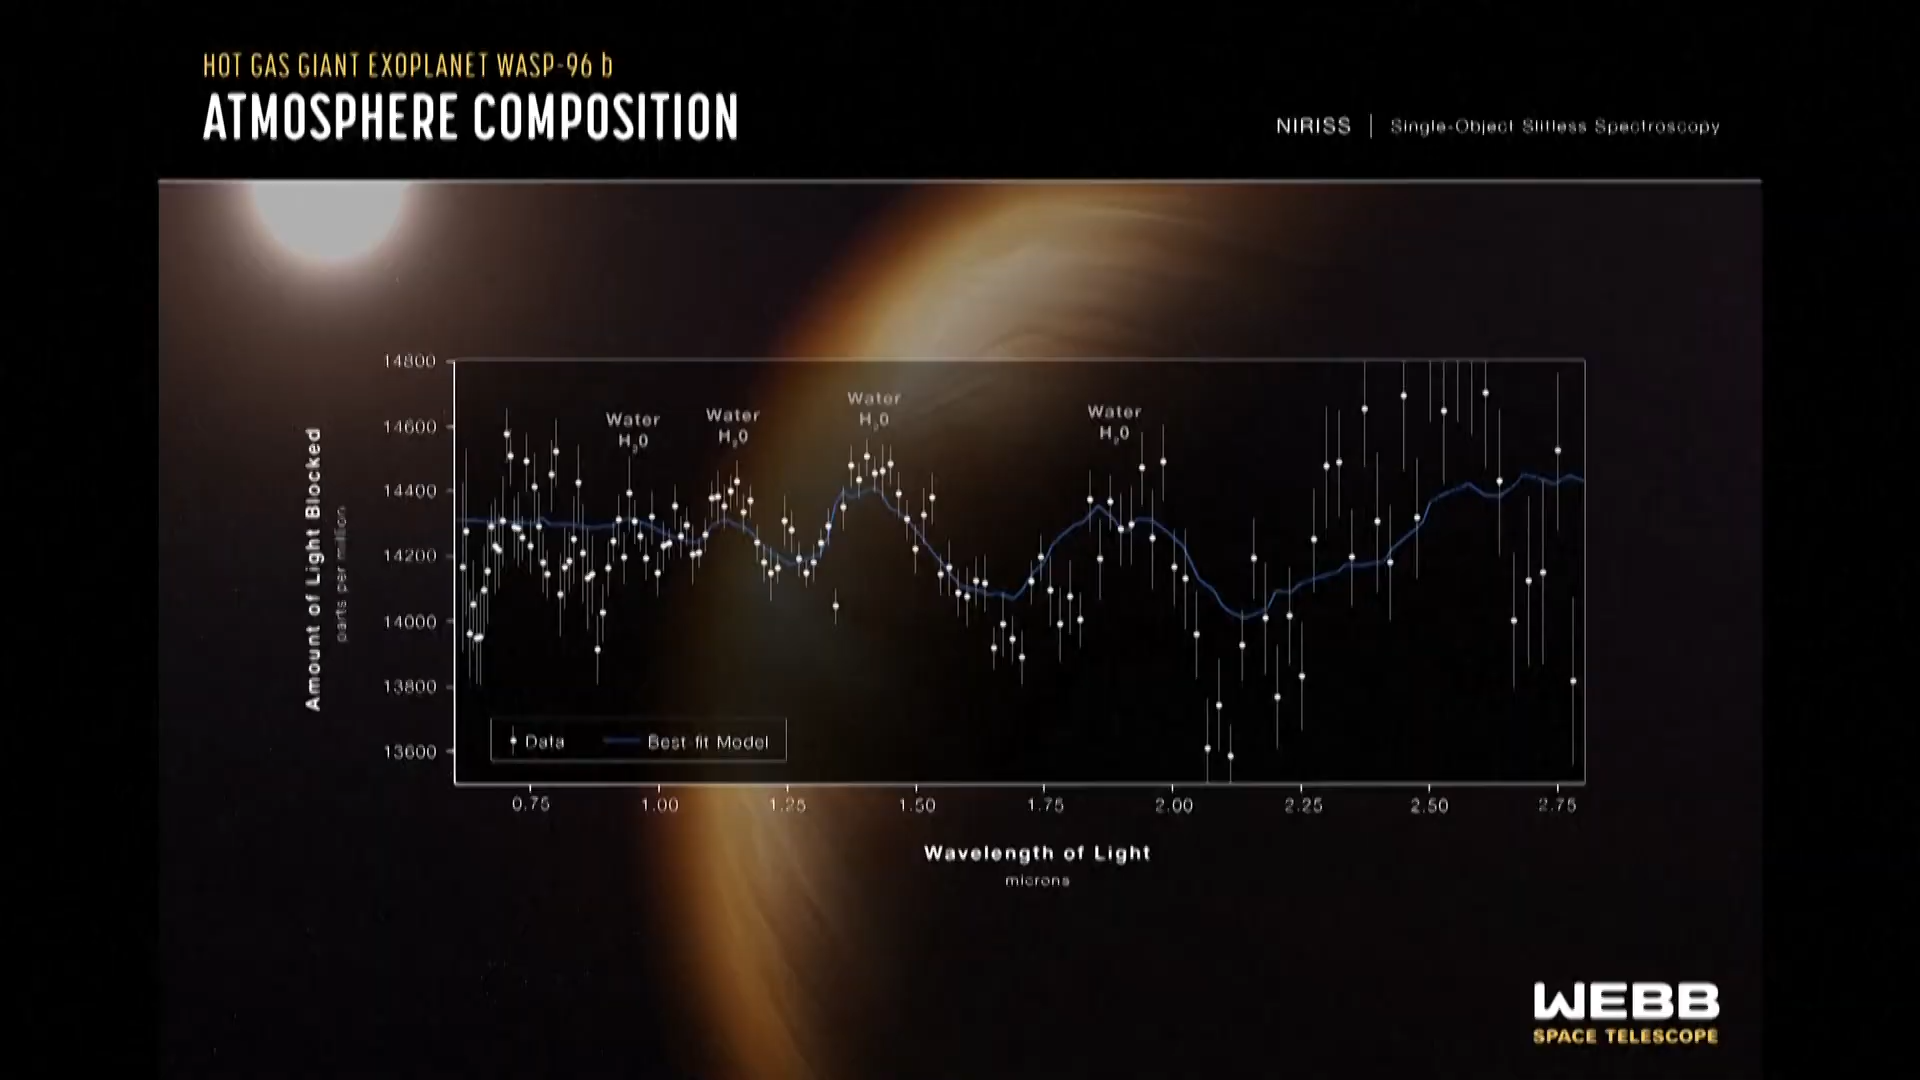 HOT GAS GIANT EXOPLANET WASP-96 b
ATMOSPHERE COMPOSITION
NIRISS | Single-Object Slitless Spectroscopy
Amount of Light Blocked
parts per million
14800
14600
14400
14200
14000
13800
13600
Water
H₂O
Water
H₂O
Water
H₂O
Water
H₂O
Data
Best-fit Model
0.75 1.00 1.25 1.50 1.75 2.00 2.25 2.50 2.75
Wavelength of Light
microns
WEBB
SPACE TELESCOPE